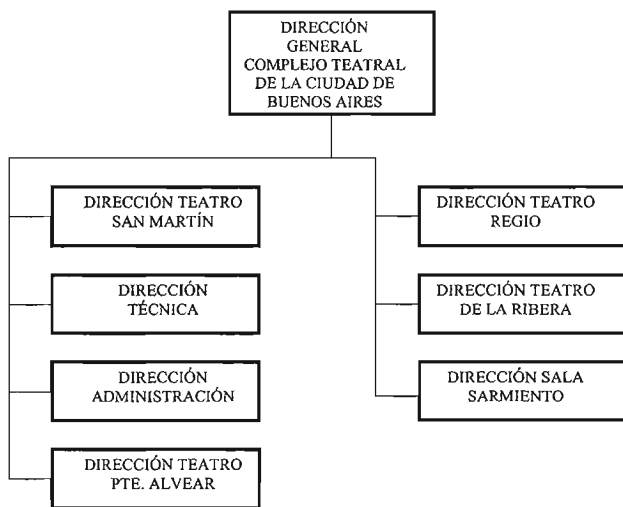 DIRECCIÓN
GENERAL
COMPLEJO TEATRAL
DE LA CIUDAD DE
BUENOS AIRES
DIRECCIÓN TEATRO
SAN MARTÍN
DIRECCIÓN
TÉCNICA
DIRECCIÓN
ADMINISTRACIÓN
DIRECCIÓN TEATRO
PTE. ALVEAR
DIRECCIÓN TEATRO
REGIO
DIRECCIÓN TEATRO
DE LA RIBERA
DIRECCIÓN SALA
SARMIENTO